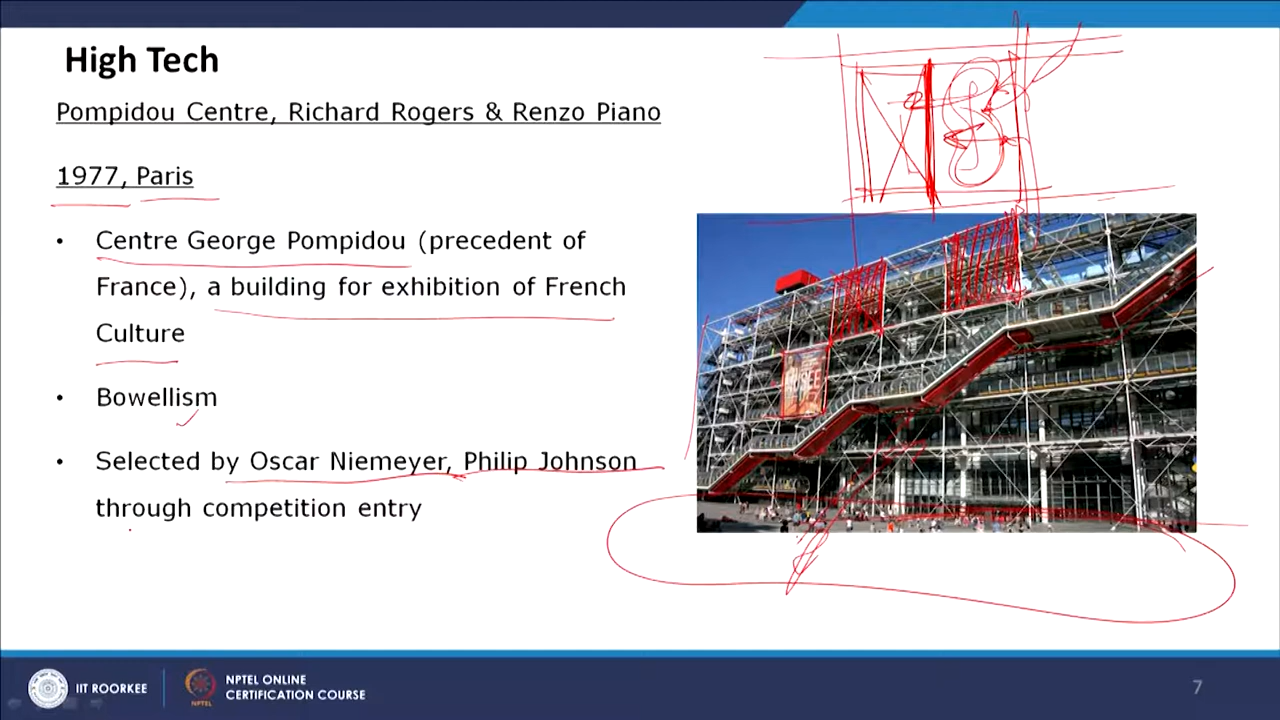 High Tech
Pompidou Centre, Richard Rogers & Renzo Piano
1977, Paris
• Centre George Pompidou (precedent of
France), a building for exhibition of French
Culture
• Bowellism
• Selected by Oscar Niemeyer, Philip Johnson
through competition entry
MUSEE
IIT ROORKEE
NPTEL
NPTEL ONLINE
CERTIFICATION COURSE
7